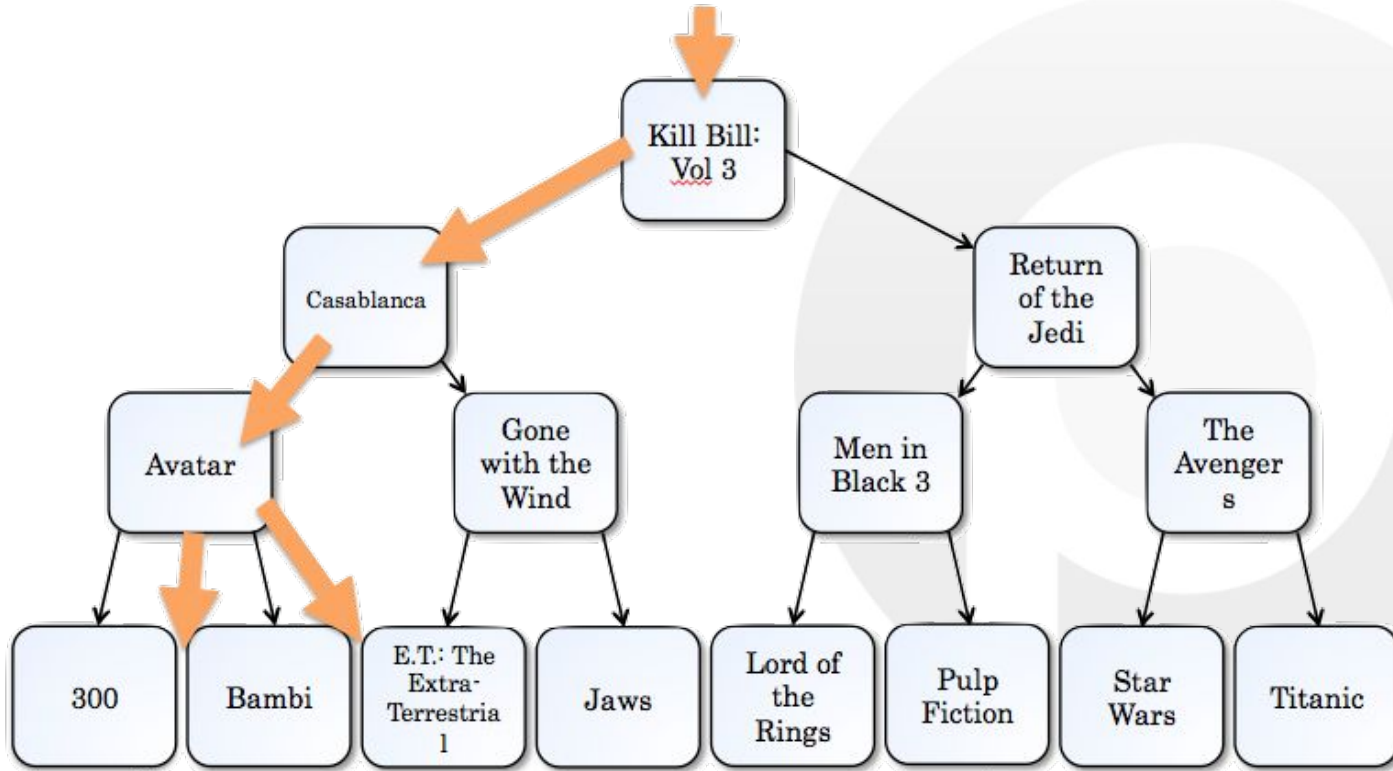 Kill Bill:
Vol 3
Casablanca
Return
of the
Jedi
Avatar
Gone
with the
Wind
Men in
Black 3
The
Avenger
s
300
Bambi
E.T.: The
Extra-
Terrestria
l
Jaws
Lord of
the
Rings
Pulp
Fiction
Star
Wars
Titanic